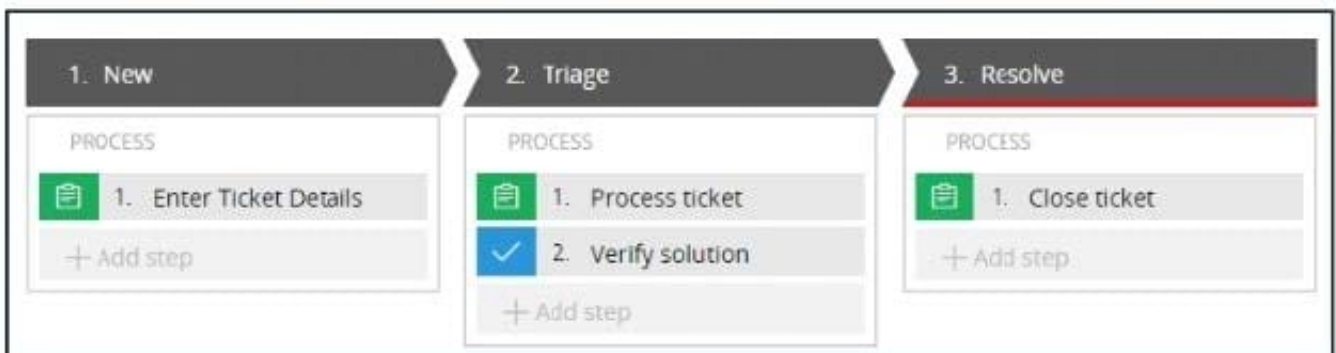 1. New
PROCESS
1. Enter Ticket Details
+ Add step
2. Triage
PROCESS
1. Process ticket
2. Verify solution
+ Add step
3. Resolve
PROCESS
1. Close ticket
+ Add step